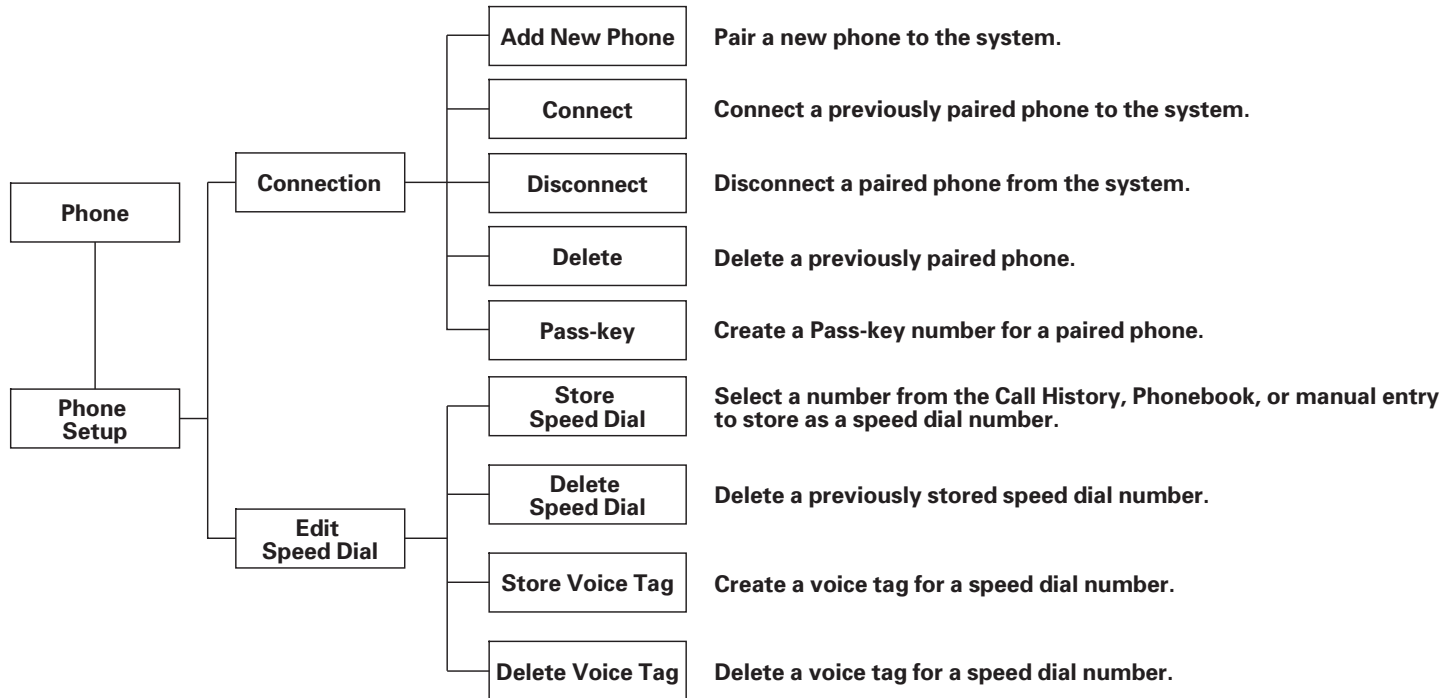 Add New Phone
Pair a new phone to the system.
Connect
Connect a previously paired phone to the system.
Connection
Disconnect
Disconnect a paired phone from the system.
Phone
Delete
Delete a previously paired phone.
Pass-key
Create a Pass-key number for a paired phone.
Phone
Setup
Store
Speed Dial
Select a number from the Call History, Phonebook, or manual entry
to store as a speed dial number.
Delete
Speed Dial
Delete a previously stored speed dial number.
Edit
Speed Dial
Store Voice Tag
Create a voice tag for a speed dial number.
Delete Voice Tag
Delete a voice tag for a speed dial number.